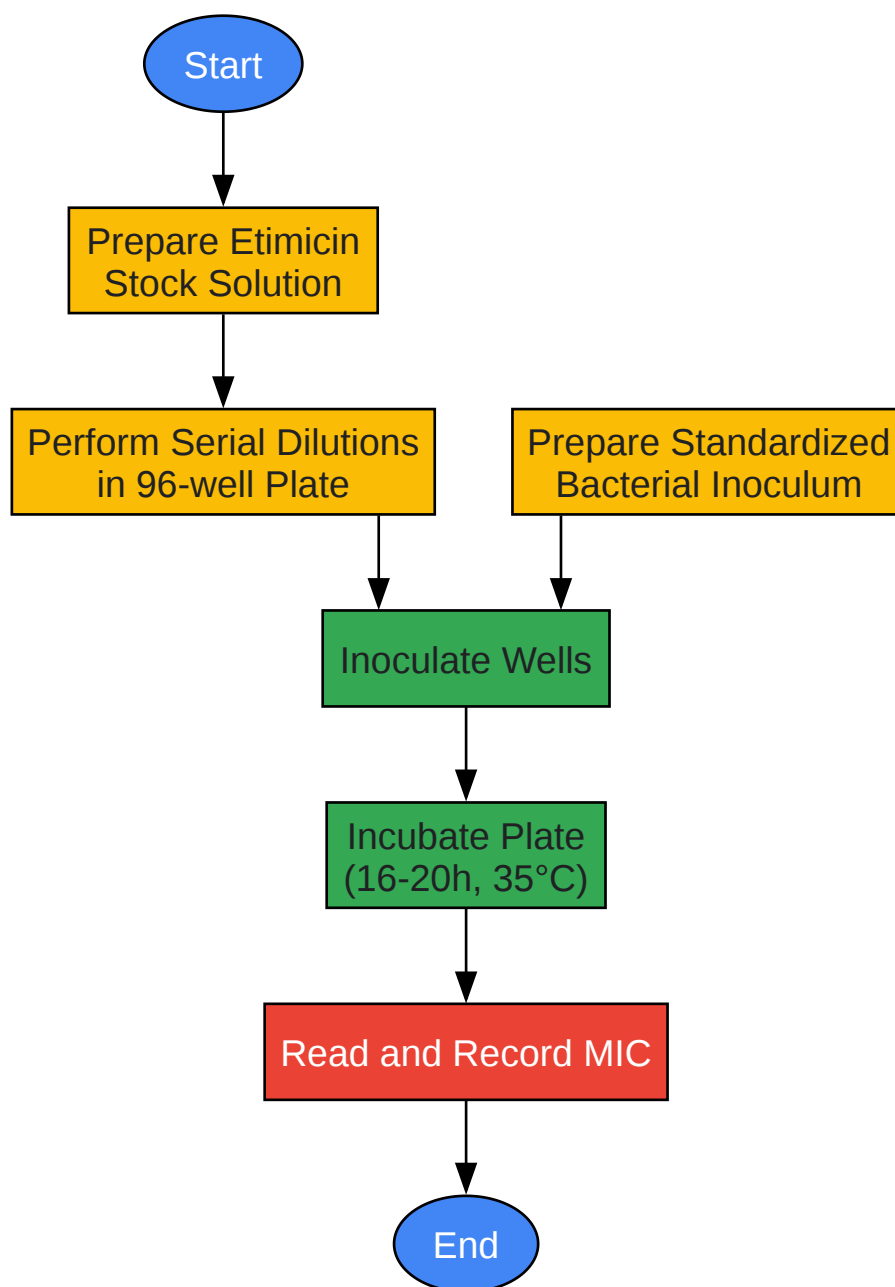 Start
Prepare Etimicin
Stock Solution
Perform Serial Dilutions
in 96-well Plate
Prepare Standardized
Bacterial Inoculum
Inoculate Wells
Incubate Plate
(16-20h, 35°C)
Read and Record MIC
End